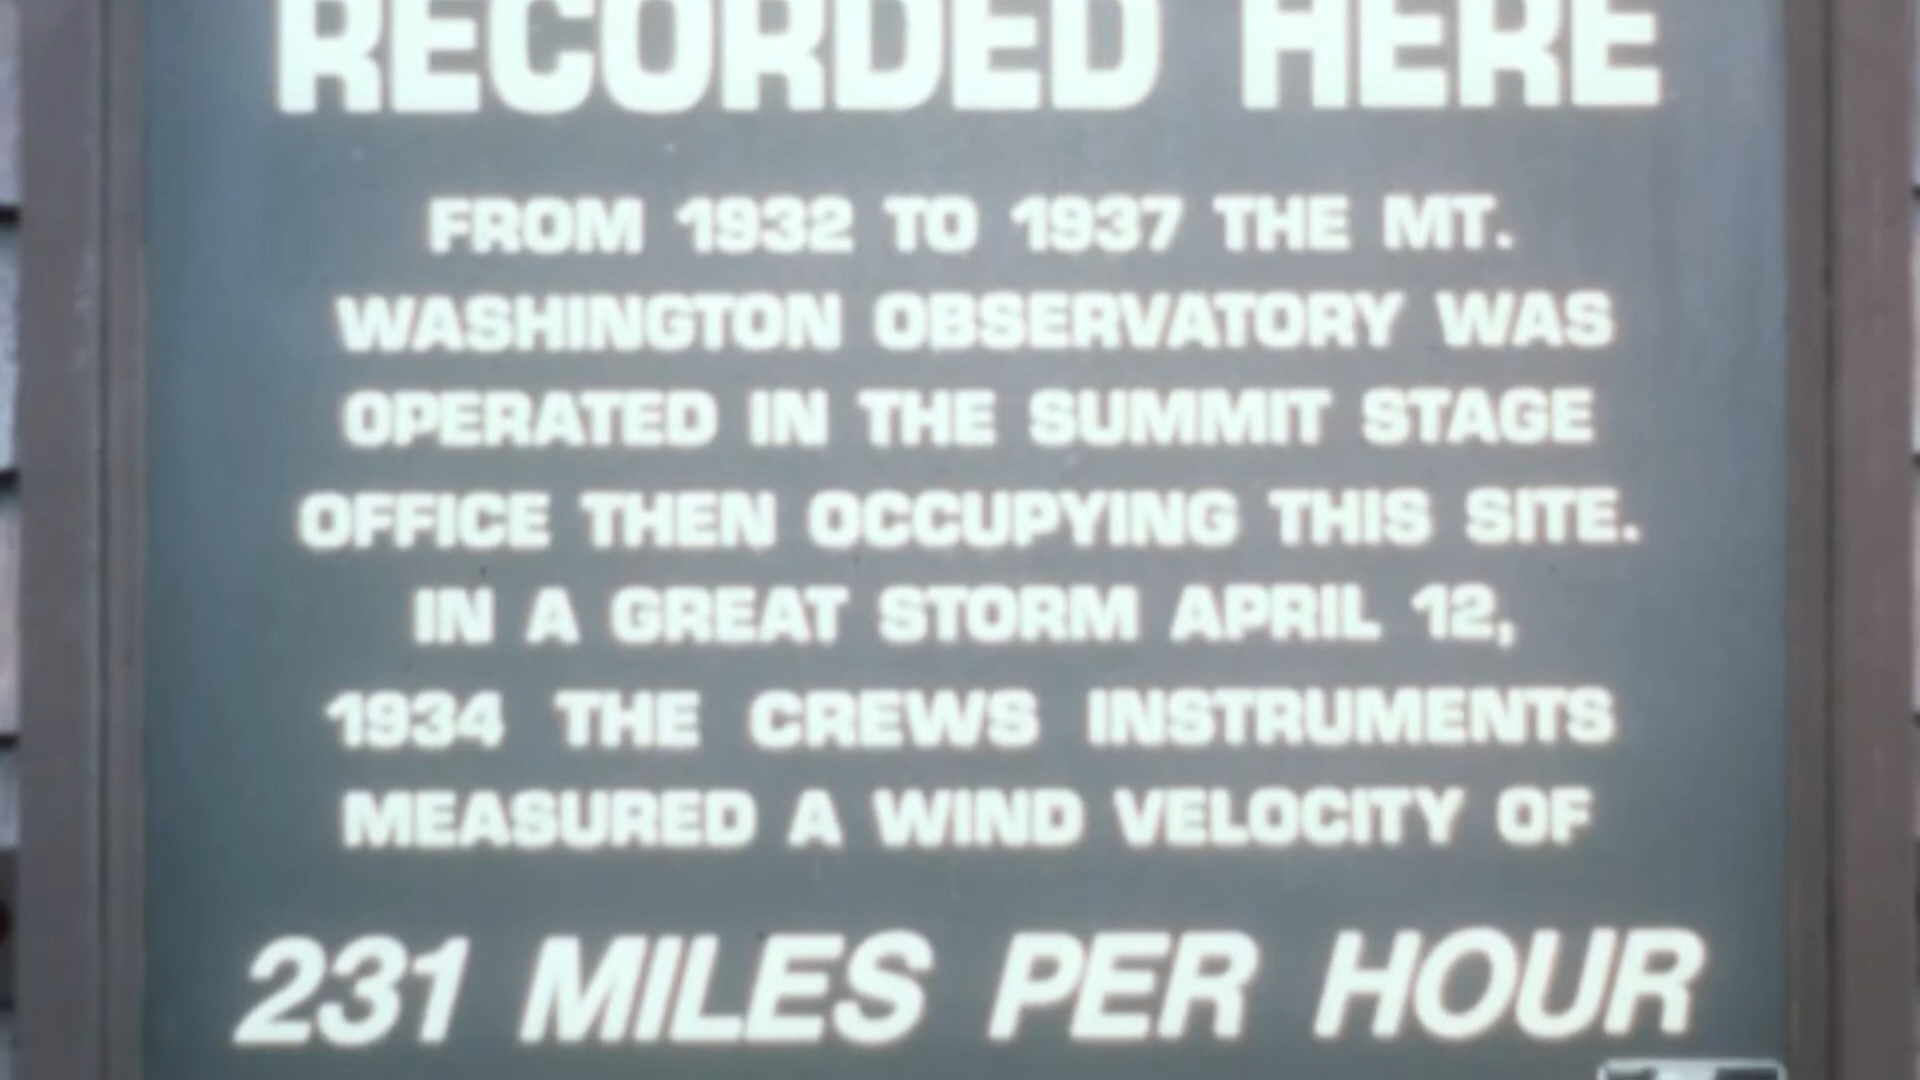 RECORDED HERE
FROM 1932 TO 1937 THE MT.
WASHINGTON OBSERVATORY WAS
OPERATED IN THE SUMMIT STAGE
OFFICE THEN OCCUPYING THIS SITE.
IN A GREAT STORM APRIL 12,
1934 THE CREWS INSTRUMENTS
MEASURED A WIND VELOCITY OF
231 MILES PER HOUR